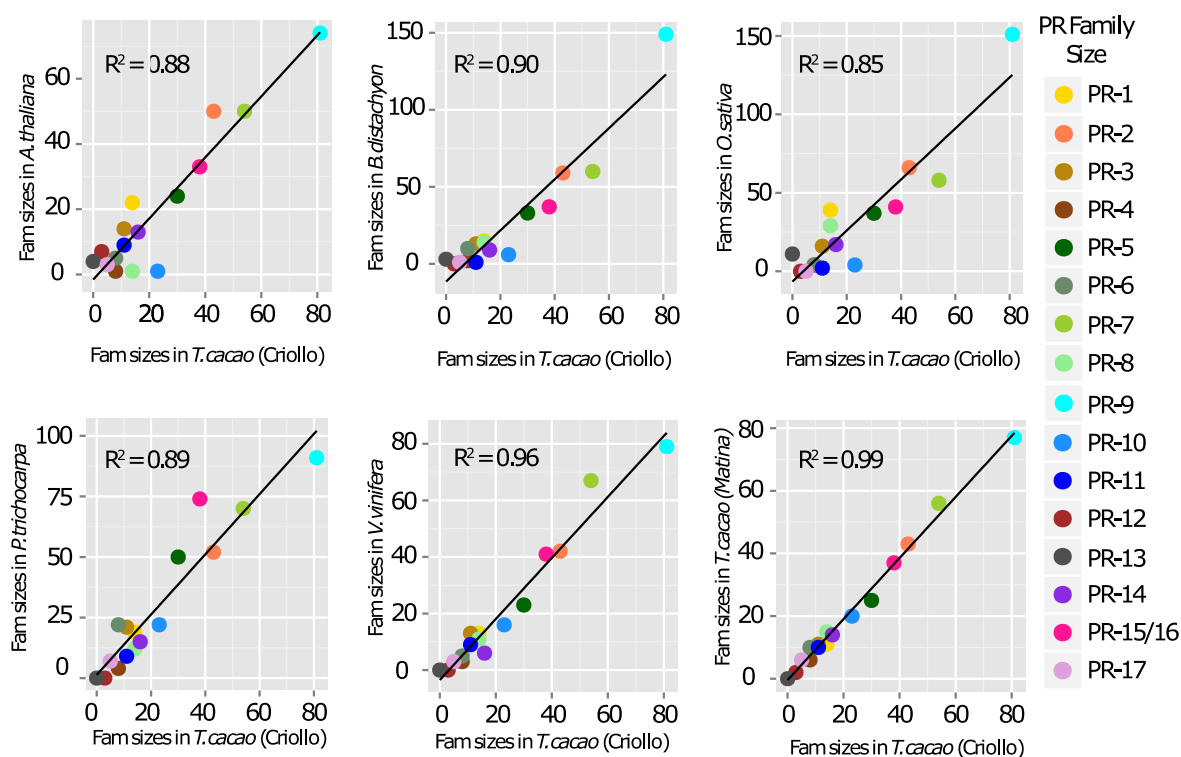 R² = 0.88
Fam sizes in A.thaliana
60
40
20
0
0 20 40 60 80
Fam sizes in T.cacao (Criollo)
R² = 0.90
Fam sizes in B.distachyon
150
100
50
0
0 20 40 60 80
Fam sizes in T.cacao (Criollo)
R² = 0.85
Fam sizes in O.sativa
150
100
50
0
0 20 40 60 80
Fam sizes in T.cacao (Criollo)
R² = 0.89
Fam sizes in P.trichocarpa
100
75
50
25
0
0 20 40 60 80
Fam sizes in T.cacao (Criollo)
R² = 0.96
Fam sizes in V.vinifera
80
60
40
20
0
0 20 40 60 80
Fam sizes in T.cacao (Criollo)
R² = 0.99
Fam sizes in T.cacao (Matina)
80
60
40
20
0
0 20 40 60 80
Fam sizes in T.cacao (Criollo)
PR Family
Size
PR-1
PR-2
PR-3
PR-4
PR-5
PR-6
PR-7
PR-8
PR-9
PR-10
PR-11
PR-12
PR-13
PR-14
PR-15/16
PR-17